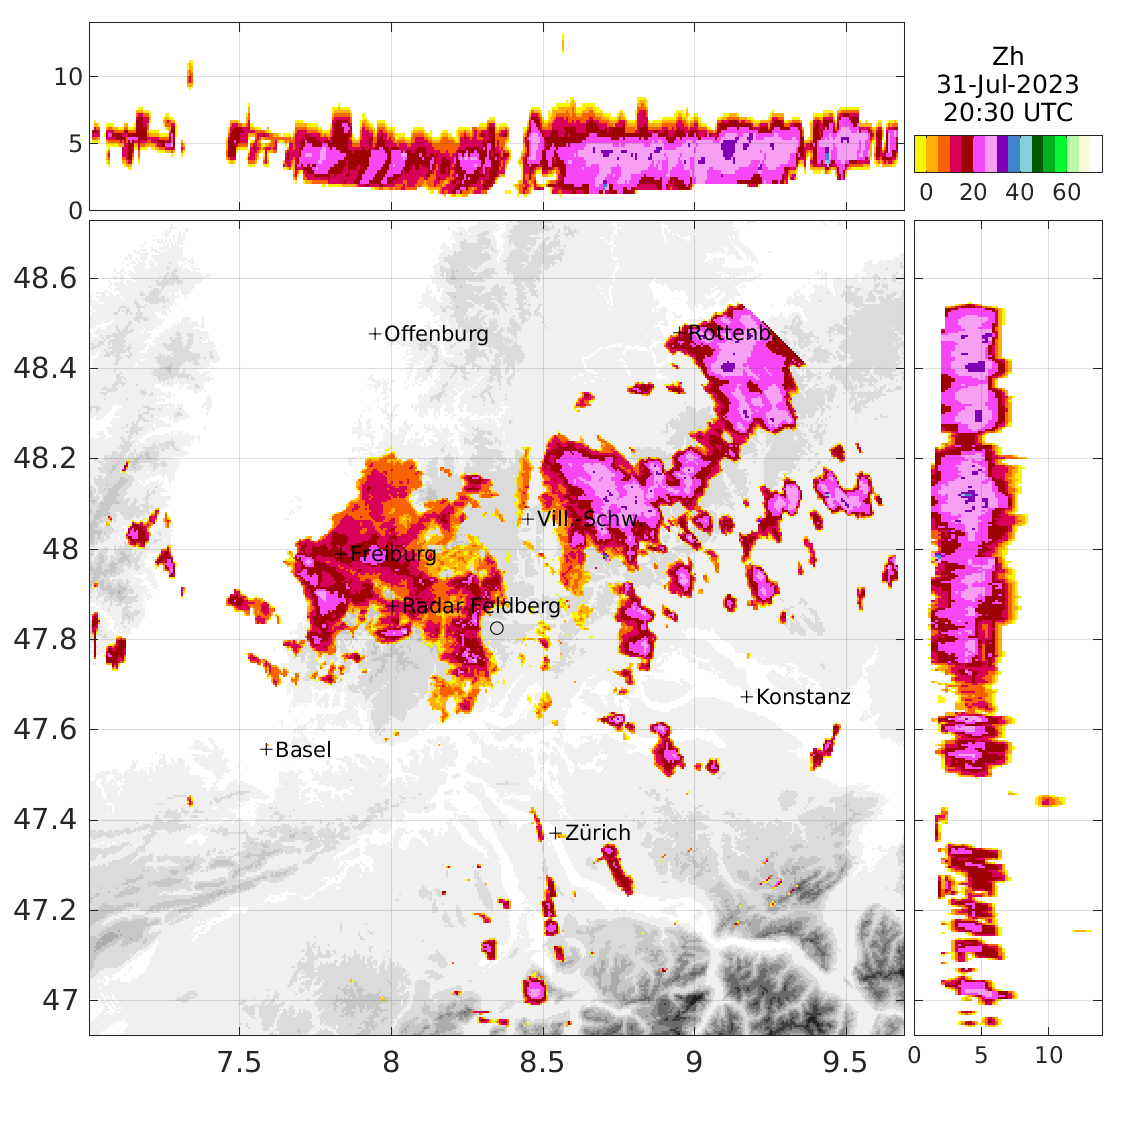 10
5
0
Zh
31-Jul-2023
20:30 UTC
0 20 40 60
48.6
48.4
48.2
48
47.8
47.6
47.4
47.2
47
+Offenburg
+Rottenb
+Vill.-Schw.
+Freiburg
+Radar Feldberg
+Konstanz
+Basel
+Zürich
7.5 8 8.5 9 9.5
0 5 10